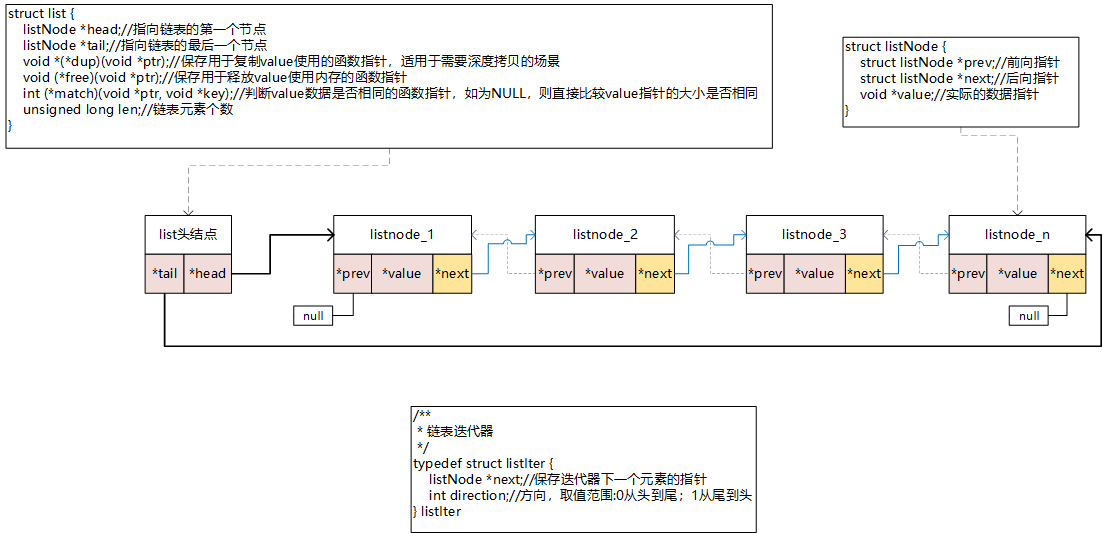 struct list {
listNode *head;//指向链表的第一个节点
listNode *tail;//指向链表的最后一个节点
void *(*dup)(void *ptr);//保存用于复制value使用的函数指针，适用于需要深度拷贝的场景
void (*free)(void *ptr);//保存用于释放value使用内存的函数指针
int (*match)(void *ptr, void *key);//判断value数据是否相同的函数指针，如为NULL，则直接比较value指针的大小是否相同
unsigned long len;//链表元素个数
}
struct listNode {
struct listNode *prev;//前向指针
struct listNode *next;//后向指针
void *value;//实际的数据指针
}
list头结点
*tail
*head
listnode_1
*prev
*value
*next
listnode_2
*prev
*value
*next
listnode_3
*prev
*value
*next
listnode_n
*prev
*value
*next
null
null
/**
* 链表迭代器
*/
typedef struct listIter {
listNode *next;//保存迭代器下一个元素的指针
int direction;//方向，取值范围:0从头到尾；1从尾到头
} listIter